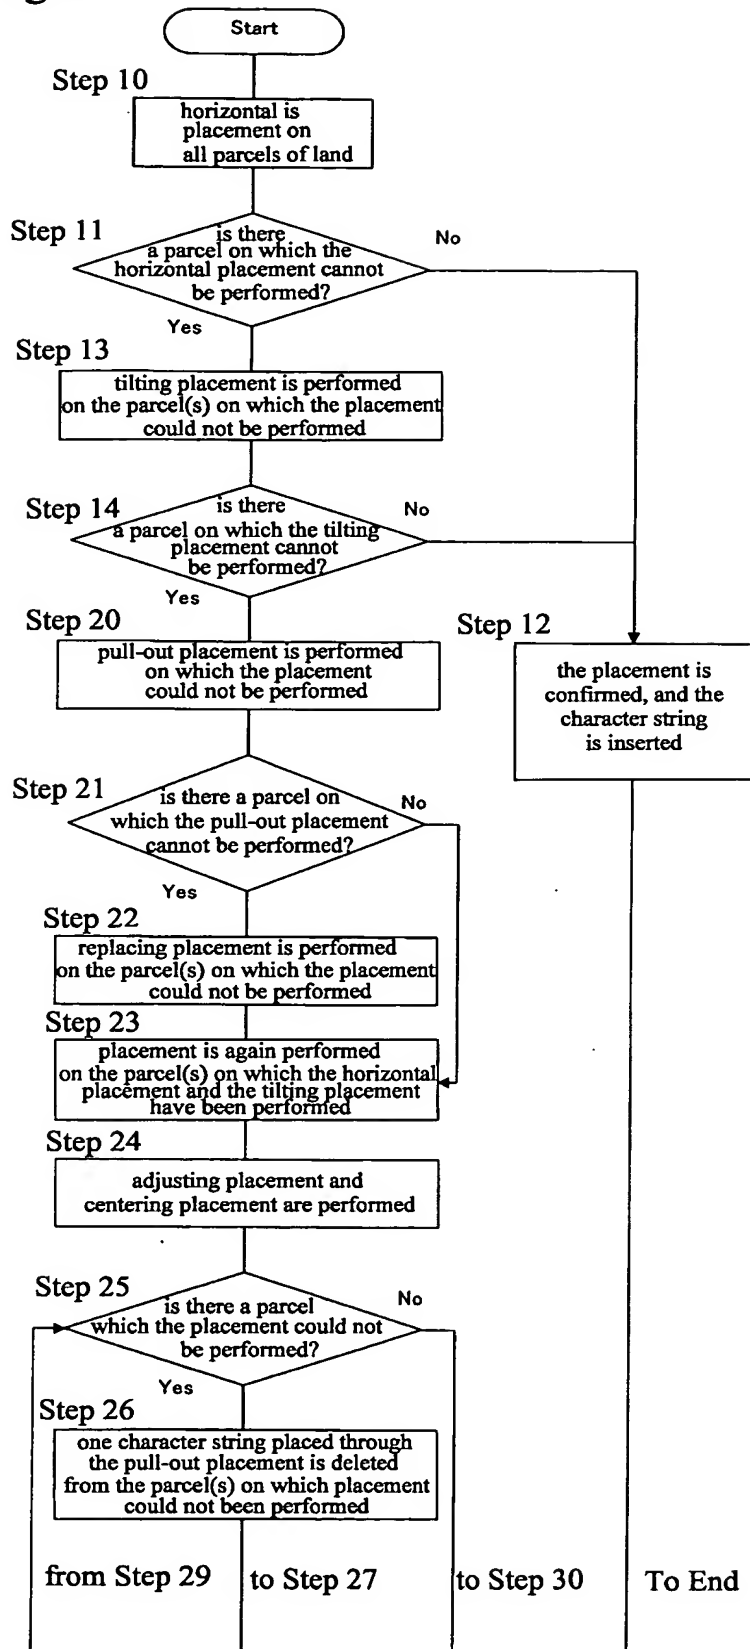 Start
Step 10
horizontal is
placement on
all parcels of land
Step 11
is there
a parcel on which the
horizontal placement cannot
be performed?
No
Yes
Step 13
tilting placement is performed
on the parcel(s) on which the placement
could not be performed
Step 14
is there
a parcel on which the tilting
placement cannot
be performed?
No
Yes
Step 20
pull-out placement is performed
on which the placement
could not be performed
Step 12
the placement is
confirmed, and the
character string
is inserted
Step 21
is there a parcel on
which the pull-out placement
cannot be performed?
No
Yes
Step 22
replacing placement is performed
on the parcel(s) on which the placement
could not be performed
Step 23
placement is again performed
on the parcel(s) on which the horizontal
placement and the tilting placement
have been performed
Step 24
adjusting placement and
centering placement are performed
Step 25
is there a parcel
which the placement could not
be performed?
No
Yes
Step 26
one character string placed through
the pull-out placement is deleted
from the parcel(s) on which placement
could not been performed
from Step 29
to Step 27
to Step 30
To End